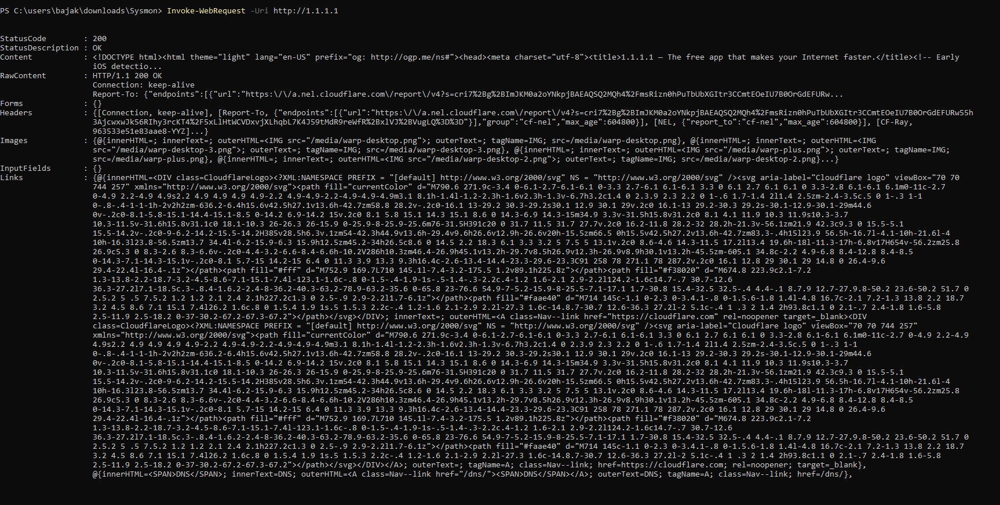 PS C:\users\bajak\downloads\Sysmon> Invoke-WebRequest -Uri http://1.1.1.1
StatusCode        : 200
StatusDescription : OK
Content           : <!DOCTYPE html><html theme="light" lang="en-US" prefix="og: http://ogp.me/ns#"><head><meta charset="utf-8"><title>1.1.1.1 — The free app that makes your Internet faster.</title><!-- Early
iOS detectio...
RawContent        : HTTP/1.1 200 OK
Connection: keep-alive
Report-To: {"endpoints":[{"url":"https:\/\/a.nel.cloudflare.com\/report\/v4?s=cri7%2Bg%2BImJKM0a2oYNkpjBAEAQSQ2MQh4%2FmsRizn0hPuTbUbXGItr3CCmtEOeIU7B0OrGdEFURw...
Forms             : {}
Headers           : {[Connection, keep-alive], [Report-To, {"endpoints":[{"url":"https:\/\/a.nel.cloudflare.com\/report\/v4?s=cri7%2Bg%2BImJKM0a2oYNkpjBAEAQSQ2MQh4%2FmsRizn0hPuTbUbXGItr3CCmtEOeIU7B0OrGdEFURw55h
3AjcwxwJk56RIhy3rcKT4%2F5xLlHtWCVDXvjXLhqbL7K4J59tMdR9reWfR%2BxlVJ%2BVugLQ%3D%3D"}],"group":"cf-nel","max_age":604800}], [NEL, {"report_to":"cf-nel","max_age":604800}], [CF-Ray,
963533e51e83aae8-YYZ]...}
Images            : {@{innerHTML=; innerText=; outerHTML=<IMG src="/media/warp-desktop.png">; outerText=; tagName=IMG; src=/media/warp-desktop.png}, @{innerHTML=; innerText=; outerHTML=<IMG
src="/media/warp-desktop-3.png">; outerText=; tagName=IMG; src=/media/warp-desktop-3.png}, @{innerHTML=; innerText=; outerHTML=<IMG src="/media/warp-plus.png">; outerText=; tagName=IMG;
src=/media/warp-plus.png}, @{innerHTML=; innerText=; outerHTML=<IMG src="/media/warp-desktop-2.png">; outerText=; tagName=IMG; src=/media/warp-desktop-2.png}...}
InputFields       : {}
Links             : {@{innerHTML=<DIV class=CloudflareLogo><?XML:NAMESPACE PREFIX = "[default] http://www.w3.org/2000/svg" NS = "http://www.w3.org/2000/svg" /><svg aria-label="Cloudflare logo" viewBox="70 70
744 257" xmlns="http://www.w3.org/2000/svg"><path fill="currentColor" d="M790.6 271.9c-3.4 0-6.1-2.7-6.1-6.1 0-3.3 2.7-6.1 6.1-6.1 3.3 0 6.1 2.7 6.1 6.1 0 3.3-2.8 6.1-6.1 6.1m0-11c-2.7
0-4.9 2.2-4.9 4.9s2.2 4.9 4.9 4.9 4.9-2.2 4.9-4.9-2.2-4.9-4.9-4.9m3.1 8.1h-1.4l-1.2-2.3h-1.6v2.3h-1.3v-6.7h3.2c1.4 0 2.3.9 2.3 2.2 0 1-.6 1.7-1.4 2l1.4 2.5zm-2.4-3.5c.5 0 1-.3 1-1
0-.8-.4-1-1-1h-2v2h2zm-636.2-6.4h15.6v42.5h27.1v13.6h-42.7zm58.8 28.2v-.2c0-16.1 13-29.2 30.3-29.2s30.1 12.9 30.1 29v.2c0 16.1-13 29.2-30.3 29.2s-30.1-12.9-30.1-29m44.6
0v-.2c0-8.1-5.8-15.1-14.4-15.1-8.5 0-14.2 6.9-14.2 15v.2c0 8.1 5.8 15.1 14.3 15.1 8.6 0 14.3-6.9 14.3-15m34.9 3.3v-31.5h15.8v31.2c0 8.1 4.1 11.9 10.3 11.9s10.3-3.7
10.3-11.5v-31.6h15.8v31.1c0 18.1-10.3 26-26.3 26-15.9 0-25.9-8-25.9-25.6m76-31.5H391c20 0 31.7 11.5 31.7 27.7v.2c0 16.2-11.8 28.2-32 28.2h-21.3v-56.1zm21.9 42.3c9.3 0 15.5-5.1
15.5-14.2v-.2c0-9-6.2-14.2-15.5-14.2H385v28.5h6.3v.1zm54-42.3h44.9v13.6h-29.4v9.6h26.6v12.9h-26.6v20h-15.5zm66.5 0h15.5v42.5h27.2v13.6h-42.7zm83.3-.4h15l23.9 56.5h-16.7l-4.1-10h-21.6l-4
10h-16.3l23.8-56.5zm13.7 34.4l-6.2-15.9-6.3 15.9h12.5zm45.2-34h26.5c8.6 0 14.5 2.2 18.3 6.1 3.3 3.2 5 7.5 5 13.1v.2c0 8.6-4.6 14.3-11.5 17.2l13.4 19.6h-18l-11.3-17h-6.8v17H654v-56.2zm25.8
26.9c5.3 0 8.3-2.6 8.3-6.6v-.2c0-4.4-3.2-6.6-8.4-6.6h-10.2V286h10.3zm46.4-26.9h45.1v13.2h-29.7v8.5h26.9v12.3h-26.9v8.9h30.1v13.2h-45.5zm-605.1 34.8c-2.2 4.9-6.8 8.4-12.8 8.4-8.5
0-14.3-7.1-14.3-15.1v-.2c0-8.1 5.7-15 14.2-15 6.4 0 11.3 3.9 13.3 9.3h16.4c-2.6-13.4-14.4-23.3-29.6-23.3C91 258 78 271.1 78 287.2v.2c0 16.1 12.8 29 30.1 29 14.8 0 26.4-9.6
29.4-22.4l-16.4-.1z"></path><path fill="#fff" d="M752.9 169.7L710 145.1l-7.4-3.2-175.5 1.2v89.1h225.8z"></path><path fill="#f38020" d="M674.8 223.9c2.1-7.2
1.3-13.8-2.2-18.7-3.2-4.5-8.6-7.1-15.1-7.4l-123.1-1.6c-.8 0-1.5-.4-1.9-1s-.5-1.4-.3-2.2c.4-1.2 1.6-2.1 2.9-2.2l124.2-1.6c14.7-.7 30.7-12.6
36.3-27.2l7.1-18.5c.3-.8.4-1.6.2-2.4-8-36.2-40.3-63.2-78.9-63.2-35.6 0-65.8 23-76.6 54.9-7-5.2-15.9-8-25.5-7.1-17.1 1.7-30.8 15.4-32.5 32.5-.4 4.4-.1 8.7.9 12.7-27.9.8-50.2 23.6-50.2 51.7 0
2.5.2 5 .5 7.5.2 1.2 1.2 2.1 2.4 2.1h227.2c1.3 0 2.5-.9 2.9-2.2l1.7-6.1z"></path><path fill="#faae40" d="M714 145c-1.1 0-2.3 0-3.4.1-.8 0-1.5.6-1.8 1.4l-4.8 16.7c-2.1 7.2-1.3 13.8 2.2 18.7
3.2 4.5 8.6 7.1 15.1 7.4l26.2 1.6c.8 0 1.5.4 1.9 1s.5 1.5.3 2.2c-.4 1.2-1.6 2.1-2.9 2.2l-27.3 1.6c-14.8.7-30.7 12.6-36.3 27.2l-2 5.1c-.4 1 .3 2 1.4 2h93.8c1.1 0 2.1-.7 2.4-1.8 1.6-5.8
2.5-11.9 2.5-18.2 0-37-30.2-67.2-67.3-67.2"></path></svg></DIV>; innerText=; outerHTML=<A class=Nav--link href="https://cloudflare.com" rel=noopener target=_blank><DIV
class=CloudflareLogo><?XML:NAMESPACE PREFIX = "[default] http://www.w3.org/2000/svg" NS = "http://www.w3.org/2000/svg" /><svg aria-label="Cloudflare logo" viewBox="70 70 744 257"
xmlns="http://www.w3.org/2000/svg"><path fill="currentColor" d="M790.6 271.9c-3.4 0-6.1-2.7-6.1-6.1 0-3.3 2.7-6.1 6.1-6.1 3.3 0 6.1 2.7 6.1 6.1 0 3.3-2.8 6.1-6.1 6.1m0-11c-2.7 0-4.9 2.2-4.9
4.9s2.2 4.9 4.9 4.9 4.9-2.2 4.9-4.9-2.2-4.9-4.9-4.9m3.1 8.1h-1.4l-1.2-2.3h-1.6v2.3h-1.3v-6.7h3.2c1.4 0 2.3.9 2.3 2.2 0 1-.6 1.7-1.4 2l1.4 2.5zm-2.4-3.5c.5 0 1-.3 1-1
0-.8-.4-1-1-1h-2v2h2zm-636.2-6.4h15.6v42.5h27.1v13.6h-42.7zm58.8 28.2v-.2c0-16.1 13-29.2 30.3-29.2s30.1 12.9 30.1 29v.2c0 16.1-13 29.2-30.3 29.2s-30.1-12.9-30.1-29m44.6
0v-.2c0-8.1-5.8-15.1-14.4-15.1-8.5 0-14.2 6.9-14.2 15v.2c0 8.1 5.8 15.1 14.3 15.1 8.6 0 14.3-6.9 14.3-15m34.9 3.3v-31.5h15.8v31.2c0 8.1 4.1 11.9 10.3 11.9s10.3-3.7
10.3-11.5v-31.6h15.8v31.1c0 18.1-10.3 26-26.3 26-15.9 0-25.9-8-25.9-25.6m76-31.5H391c20 0 31.7 11.5 31.7 27.7v.2c0 16.2-11.8 28.2-32 28.2h-21.3v-56.1zm21.9 42.3c9.3 0 15.5-5.1
15.5-14.2v-.2c0-9-6.2-14.2-15.5-14.2H385v28.5h6.3v.1zm54-42.3h44.9v13.6h-29.4v9.6h26.6v12.9h-26.6v20h-15.5zm66.5 0h15.5v42.5h27.2v13.6h-42.7zm83.3-.4h15l23.9 56.5h-16.7l-4.1-10h-21.6l-4
10h-16.3l23.8-56.5zm13.7 34.4l-6.2-15.9-6.3 15.9h12.5zm45.2-34h26.5c8.6 0 14.5 2.2 18.3 6.1 3.3 3.2 5 7.5 5 13.1v.2c0 8.6-4.6 14.3-11.5 17.2l13.4 19.6h-18l-11.3-17h-6.8v17H654v-56.2zm25.8
26.9c5.3 0 8.3-2.6 8.3-6.6v-.2c0-4.4-3.2-6.6-8.4-6.6h-10.2V286h10.3zm46.4-26.9h45.1v13.2h-29.7v8.5h26.9v12.3h-26.9v8.9h30.1v13.2h-45.5zm-605.1 34.8c-2.2 4.9-6.8 8.4-12.8 8.4-8.5
0-14.3-7.1-14.3-15.1v-.2c0-8.1 5.7-15 14.2-15 6.4 0 11.3 3.9 13.3 9.3h16.4c-2.6-13.4-14.4-23.3-29.6-23.3C91 258 78 271.1 78 287.2v.2c0 16.1 12.8 29 30.1 29 14.8 0 26.4-9.6
29.4-22.4l-16.4-.1z"></path><path fill="#fff" d="M752.9 169.7L710 145.1l-7.4-3.2-175.5 1.2v89.1h225.8z"></path><path fill="#f38020" d="M674.8 223.9c2.1-7.2
1.3-13.8-2.2-18.7-3.2-4.5-8.6-7.1-15.1-7.4l-123.1-1.6c-.8 0-1.5-.4-1.9-1s-.5-1.4-.3-2.2c.4-1.2 1.6-2.1 2.9-2.2l124.2-1.6c14.7-.7 30.7-12.6
36.3-27.2l7.1-18.5c.3-.8.4-1.6.2-2.4-8-36.2-40.3-63.2-78.9-63.2-35.6 0-65.8 23-76.6 54.9-7-5.2-15.9-8-25.5-7.1-17.1 1.7-30.8 15.4-32.5 32.5-.4 4.4-.1 8.7.9 12.7-27.9.8-50.2 23.6-50.2 51.7 0
2.5.2 5 .5 7.5.2 1.2 1.2 2.1 2.4 2.1h227.2c1.3 0 2.5-.9 2.9-2.2l1.7-6.1z"></path><path fill="#faae40" d="M714 145c-1.1 0-2.3 0-3.4.1-.8 0-1.5.6-1.8 1.4l-4.8 16.7c-2.1 7.2-1.3 13.8 2.2 18.7
3.2 4.5 8.6 7.1 15.1 7.4l26.2 1.6c.8 0 1.5.4 1.9 1s.5 1.5.3 2.2c-.4 1.2-1.6 2.1-2.9 2.2l-27.3 1.6c-14.8.7-30.7 12.6-36.3 27.2l-2 5.1c-.4 1 .3 2 1.4 2h93.8c1.1 0 2.1-.7 2.4-1.8 1.6-5.8
2.5-11.9 2.5-18.2 0-37-30.2-67.2-67.3-67.2"></path></svg></DIV></A>; outerText=; tagName=A; class=Nav--link; href=https://cloudflare.com; rel=noopener; target=_blank},
@{innerHTML=<SPAN>DNS</SPAN>; innerText=DNS; outerHTML=<A class=Nav--link href="/dns/"><SPAN>DNS</SPAN></A>; outerText=DNS; tagName=A; class=Nav--link; href=/dns/},